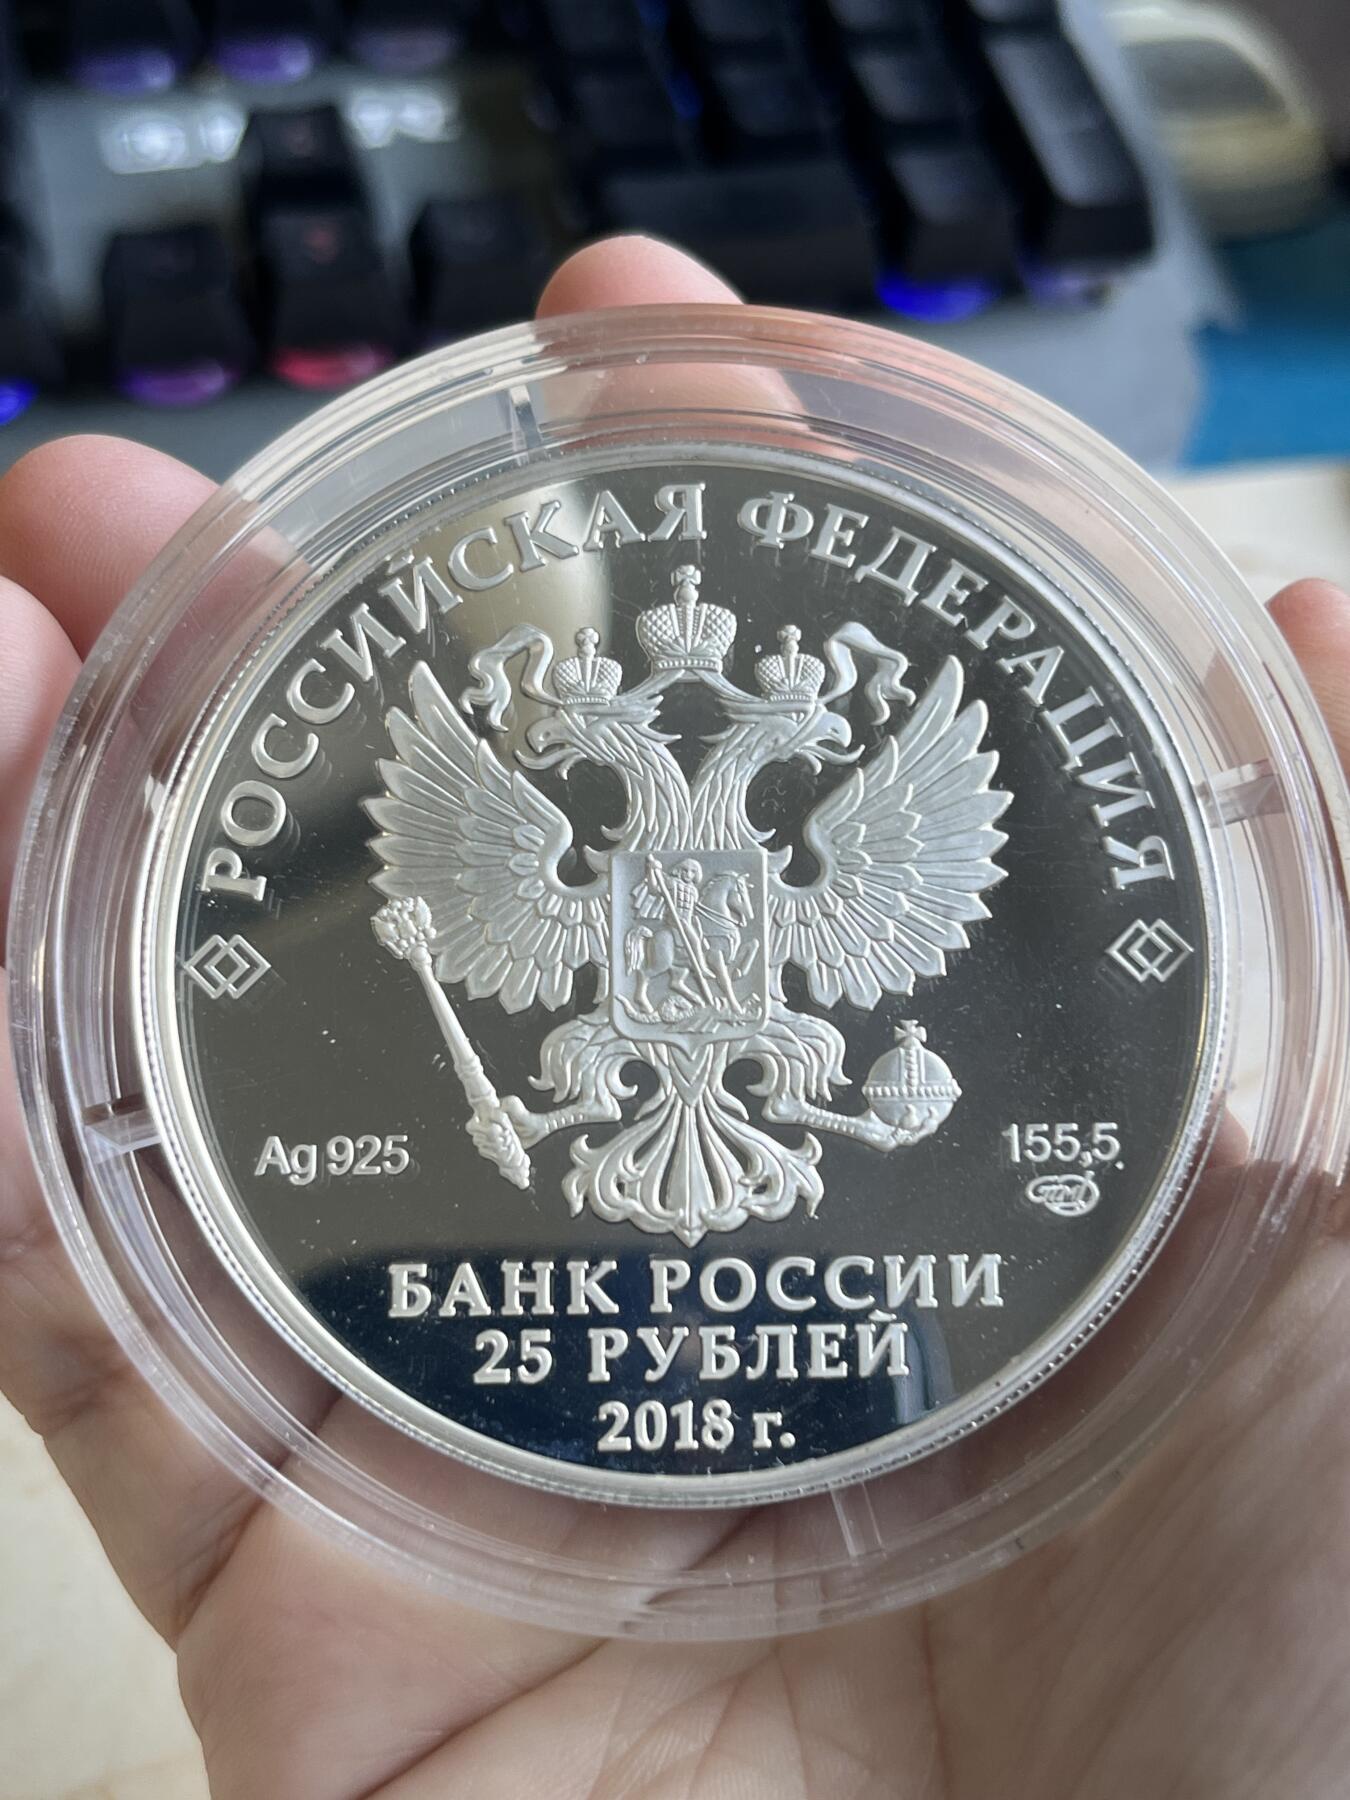 РОССИЙСКАЯ ФЕДЕРАЦИЯ
Ag 925
155,5
БАНК РОССИИ
25 РУБЛЕЙ
2018 г.